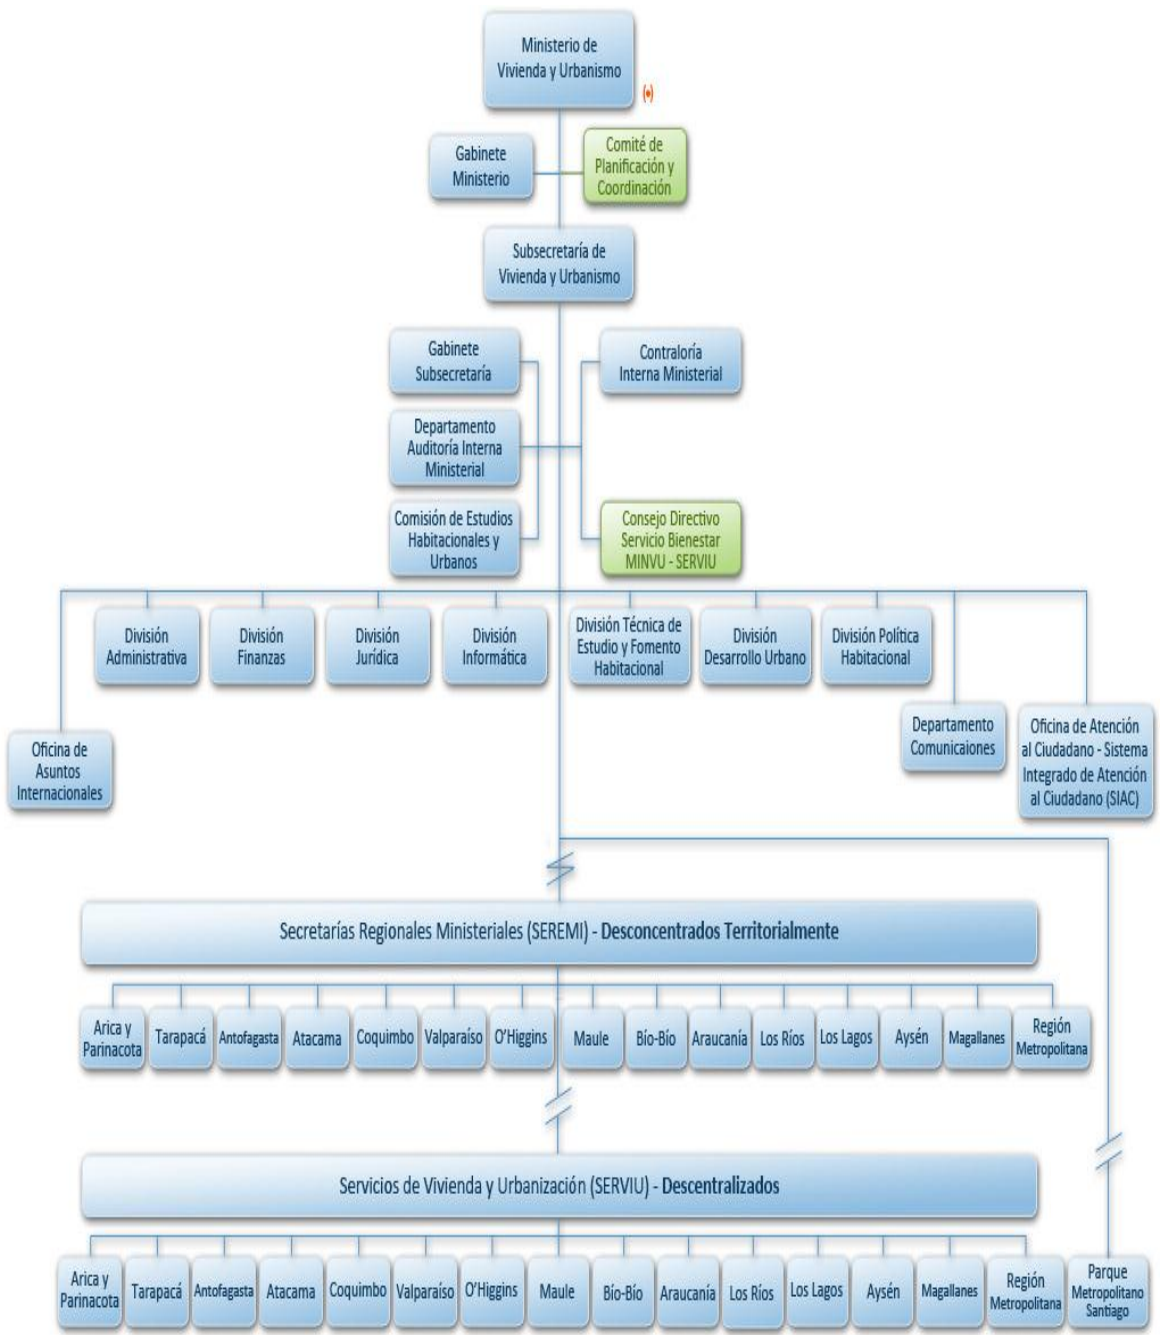 Ministerio de
Vivienda y Urbanismo
(•)
Gabinete
Ministerio
Comité de
Planificación y
Coordinación
Subsecretaría de
Vivienda y Urbanismo
Gabinete
Subsecretaría
Contraloría
Interna Ministerial
Departamento
Auditoría Interna
Ministerial
Comisión de Estudios
Habitacionales y
Urbanos
Consejo Directivo
Servicio Bienestar
MINVU - SERVIU
División
Administrativa
División
Finanzas
División
Jurídica
División
Informática
División Técnica de
Estudio y Fomento
Habitacional
División
Desarrollo Urbano
División Política
Habitacional
Oficina de
Asuntos
Internacionales
Departamento
Comunicaiones
Oficina de Atención
al Ciudadano - Sistema
Integrado de Atención
al Ciudadano (SIAC)
Secretarías Regionales Ministeriales (SEREMI) - Desconcentrados Territorialmente
Arica y
Parinacota
Tarapacá
Antofagasta
Atacama
Coquimbo
Valparaíso
O'Higgins
Maule
Bío-Bío
Araucanía
Los Ríos
Los Lagos
Aysén
Magallanes
Región
Metropolitana
Servicios de Vivienda y Urbanización (SERVIU) - Descentralizados
Arica y
Parinacota
Tarapacá
Antofagasta
Atacama
Coquimbo
Valparaíso
O'Higgins
Maule
Bío-Bío
Araucanía
Los Ríos
Los Lagos
Aysén
Magallanes
Región
Metropolitana
Parque
Metropolitano
Santiago